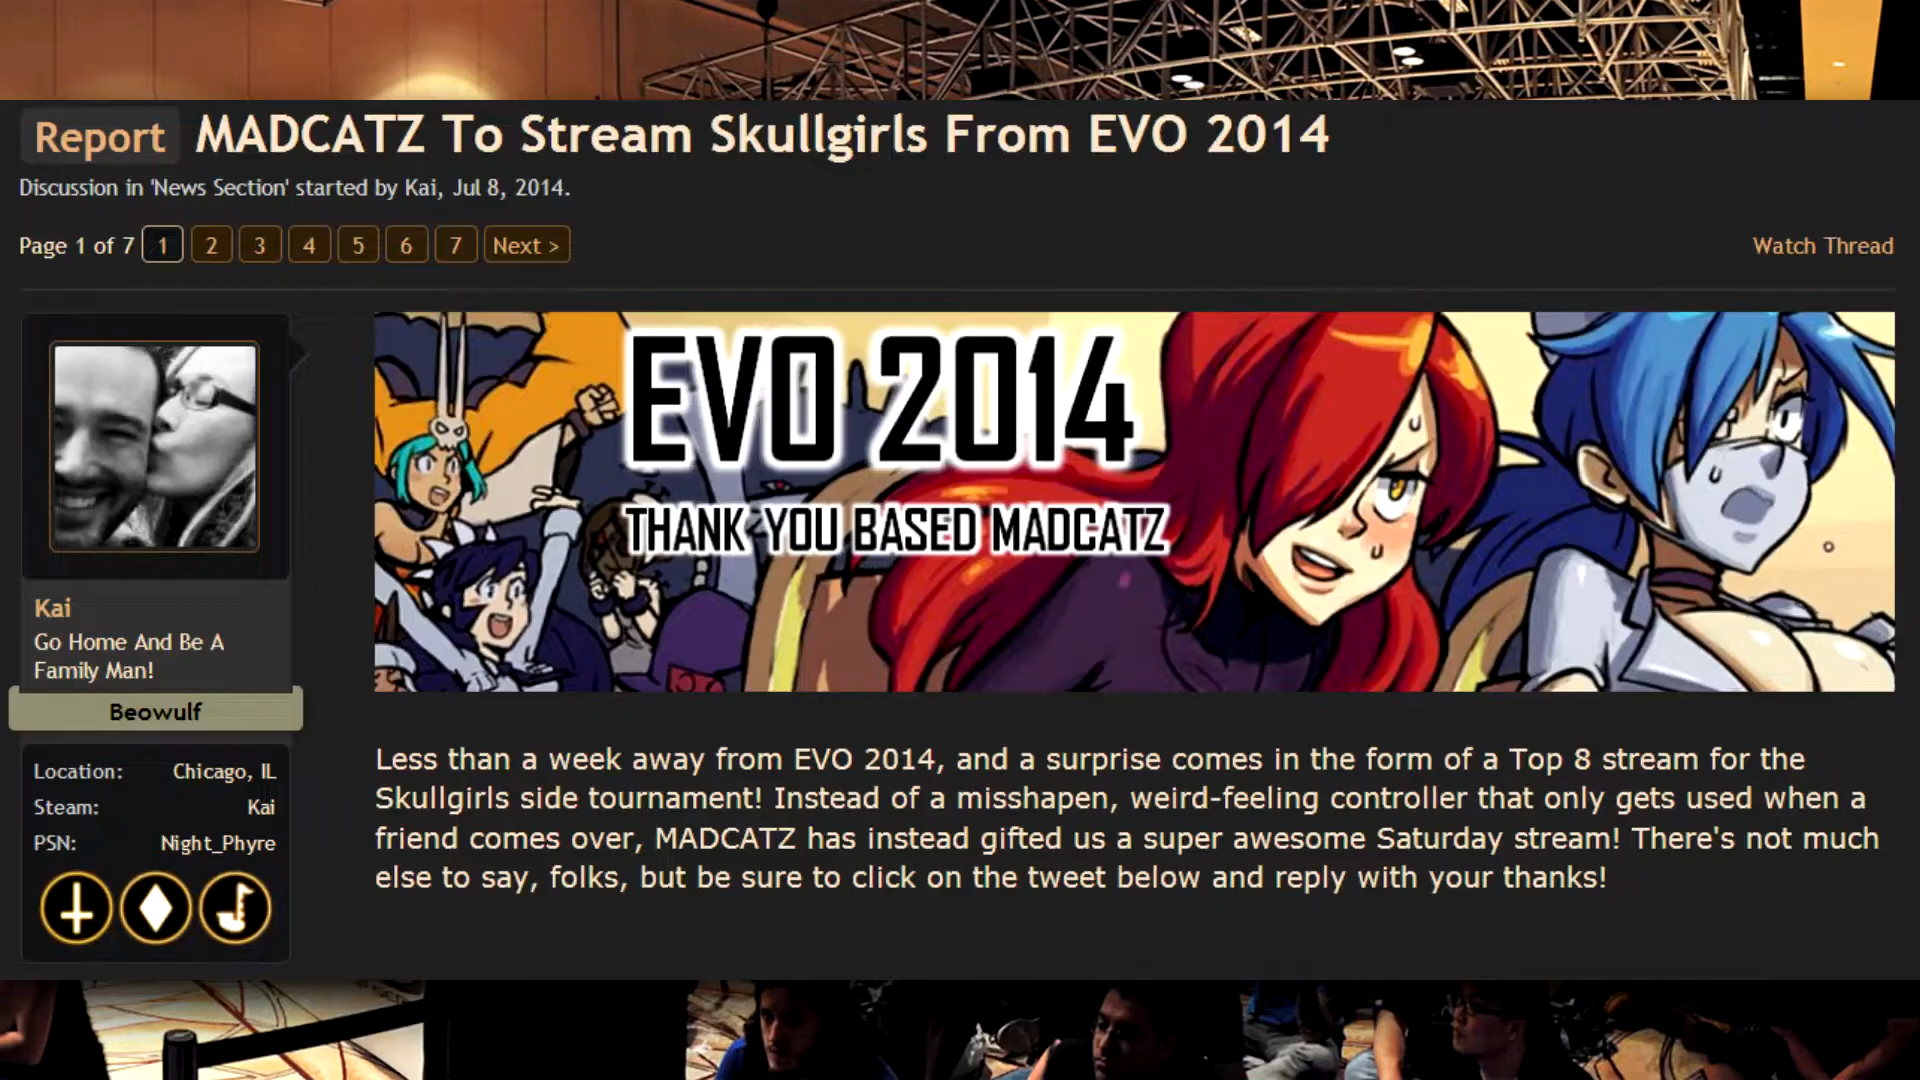 Report MADCATZ To Stream Skullgirls From EVO 2014
Discussion in 'News Section' started by Kai, Jul 8, 2014.
Page 1 of 7 1 2 3 4 5 6 7 Next >
Watch Thread
EVO 2014
THANK YOU BASED MADCATZ
Kai
Go Home And Be A
Family Man!
Beowulf
Location: Chicago, IL
Steam: Kai
PSN: Night_Phyre
Less than a week away from EVO 2014, and a surprise comes in the form of a Top 8 stream for the
Skullgirls side tournament! Instead of a misshapen, weird-feeling controller that only gets used when a
friend comes over, MADCATZ has instead gifted us a super awesome Saturday stream! There's not much
else to say, folks, but be sure to click on the tweet below and reply with your thanks!